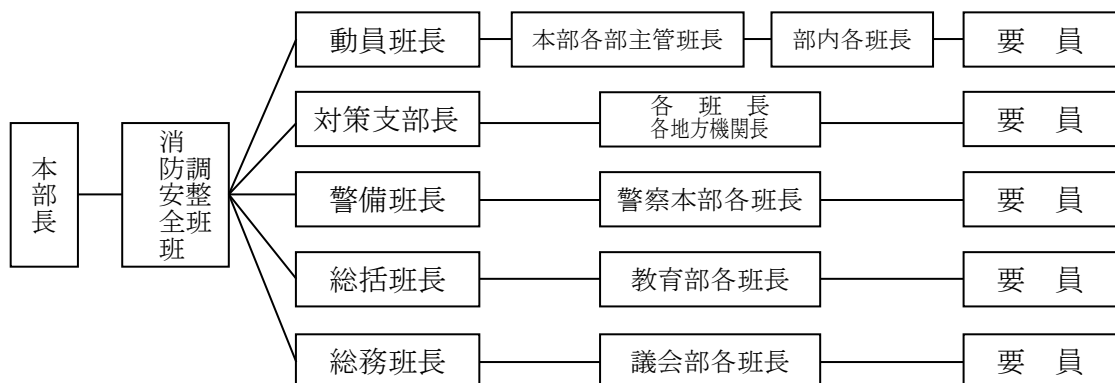 本部長
消防安全班
調整班
動員班長
本部各部主管班長
部内各班長
要　員
対策支部長
各　班　長
各地方機関長
要　員
警備班長
警察本部各班長
要　員
総括班長
教育部各班長
要　員
総務班長
議会部各班長
要　員